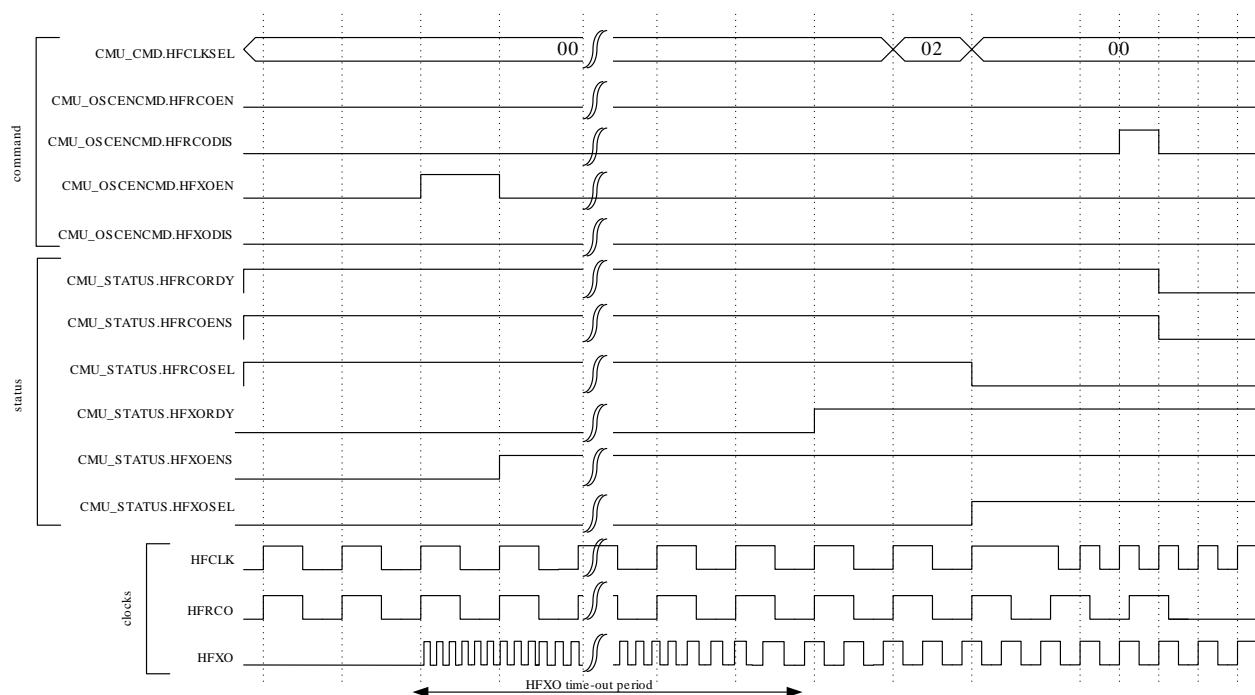 command
CMU_CMD.HFCLKSEL 00 02 00
CMU_OSCENCMD.HFRCOEN
CMU_OSCENCMD.HFRCODIS
CMU_OSCENCMD.HFXOEN
CMU_OSCENCMD.HFXODIS
status
CMU_STATUS.HFRCORDY
CMU_STATUS.HFRCOENS
CMU_STATUS.HFRCOSEL
CMU_STATUS.HFXORDY
CMU_STATUS.HFXOENS
CMU_STATUS.HFXOSEL
clocks
HFCLK
HFRCO
HFXO
HFXO time-out period